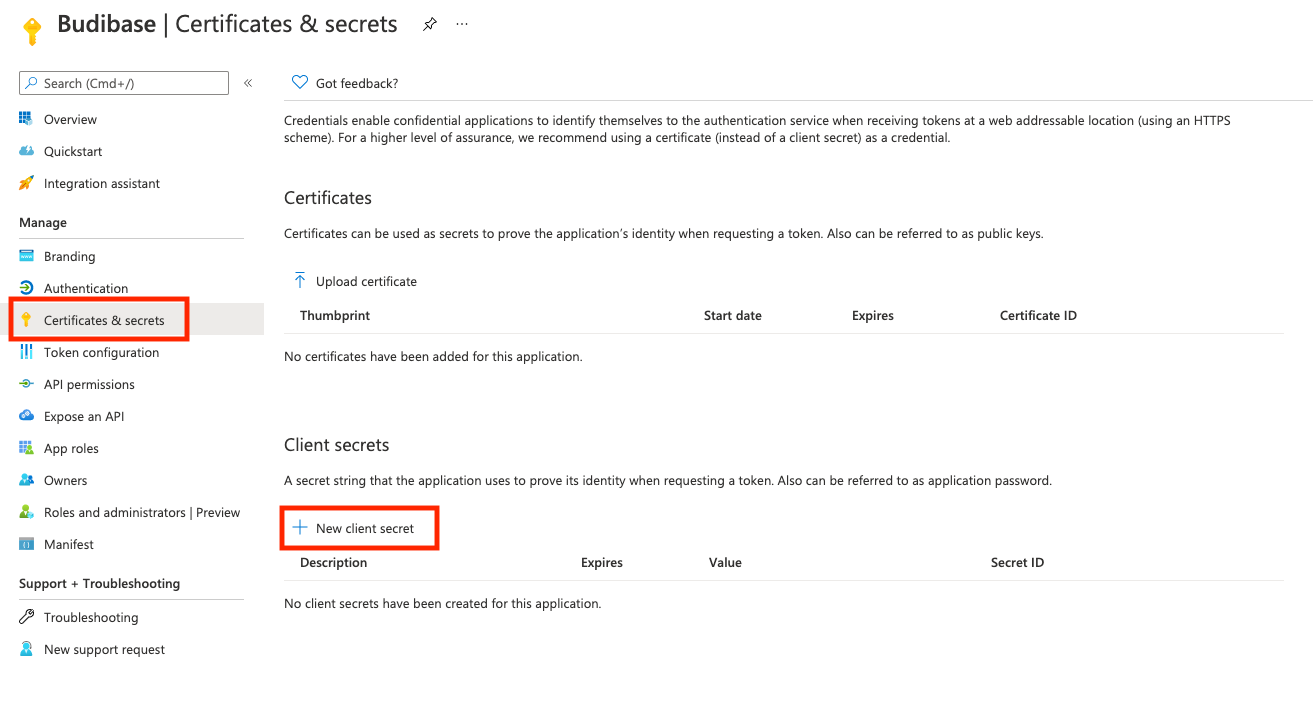 Budibase | Certificates & secrets
Search (Cmd+/)
Overview
Quickstart
Integration assistant
Manage
Branding
Authentication
Certificates & secrets
Token configuration
API permissions
Expose an API
App roles
Owners
Roles and administrators | Preview
Manifest
Support + Troubleshooting
Troubleshooting
New support request
Got feedback?
Credentials enable confidential applications to identify themselves to the authentication service when receiving tokens at a web addressable location (using an HTTPS
scheme). For a higher level of assurance, we recommend using a certificate (instead of a client secret) as a credential.
Certificates
Certificates can be used as secrets to prove the application's identity when requesting a token. Also can be referred to as public keys.
Upload certificate
Thumbprint Start date Expires Certificate ID
No certificates have been added for this application.
Client secrets
A secret string that the application uses to prove its identity when requesting a token. Also can be referred to as application password.
New client secret
Description Expires Value Secret ID
No client secrets have been created for this application.